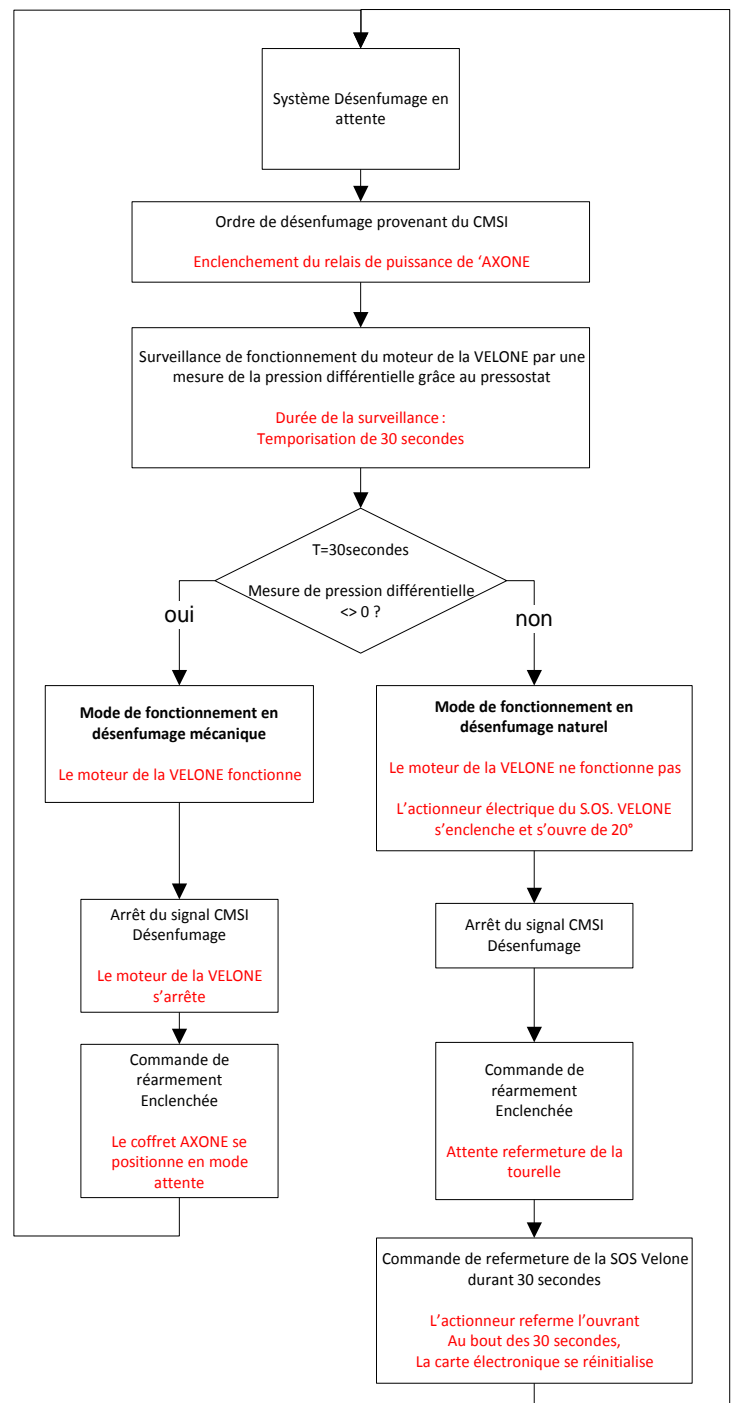 Système Désenfumage en
attente
Ordre de désenfumage provenant du CMSI
Enclenchement du relais de puissance de ‘AXONE
Surveillance de fonctionnement du moteur de la VELONE par une
mesure de la pression différentielle grâce au pressostat
Durée de la surveillance :
Temporisation de 30 secondes
T=30secondes
Mesure de pression différentielle
<> 0 ?
oui
non
Mode de fonctionnement en
désenfumage mécanique
Le moteur de la VELONE fonctionne
Mode de fonctionnement en
désenfumage naturel
Le moteur de la VELONE ne fonctionne pas
L’actionneur électrique du S.OS. VELONE
s’enclenche et s’ouvre de 20°
Arrêt du signal CMSI
Désenfumage
Le moteur de la VELONE
s’arrête
Arrêt du signal CMSI
Désenfumage
Commande de
réarmement
Enclenchée
Le coffret AXONE se
positionne en mode
attente
Commande de
réarmement
Enclenchée
Attente refermeture de la
tourelle
Commande de refermeture de la SOS Velone
durant 30 secondes
L’actionneur referme l’ouvrant
Au bout des 30 secondes,
La carte électronique se réinitialise